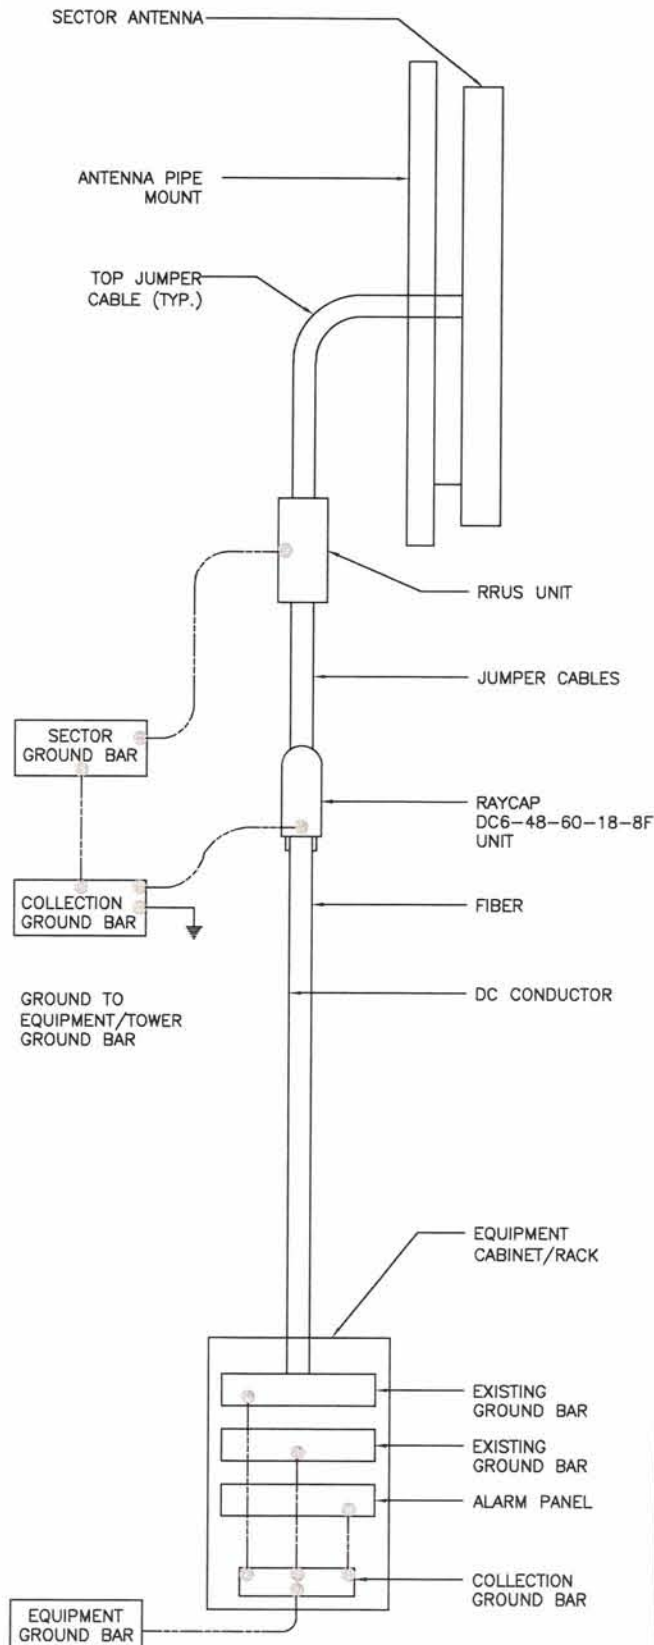 SECTOR ANTENNA
ANTENNA PIPE
MOUNT
TOP JUMPER
CABLE (TYP.)
RRUS UNIT
JUMPER CABLES
SECTOR
GROUND BAR
RAYCAP
DC6-48-60-18-8F
UNIT
COLLECTION
GROUND BAR
FIBER
GROUND TO
EQUIPMENT/TOWER
GROUND BAR
DC CONDUCTOR
EQUIPMENT
CABINET/RACK
EXISTING
GROUND BAR
EXISTING
GROUND BAR
ALARM PANEL
COLLECTION
GROUND BAR
EQUIPMENT
GROUND BAR